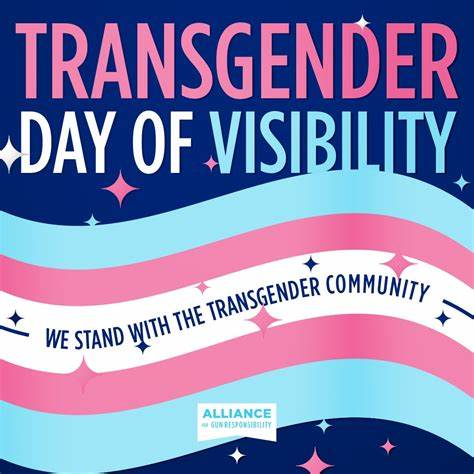 TRANSGENDER
DAY OF VISIBILITY
WE STAND WITH THE TRANSGENDER COMMUNITY
ALLIANCE
FOR GUN RESPONSIBILITY